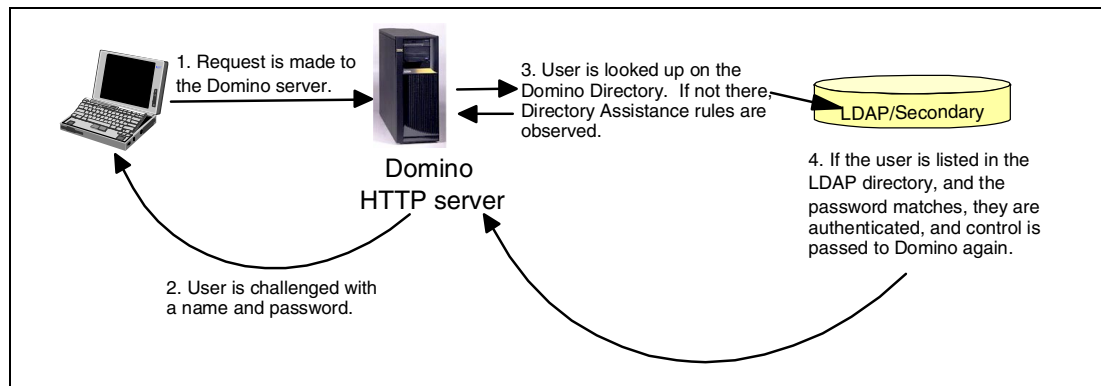 1. Request is made to
the Domino server.
3. User is looked up on the
Domino Directory.  If not there,
Directory Assistance rules are
observed.
LDAP/Secondary
Domino
HTTP server
4. If the user is listed in the
LDAP directory, and the
password matches, they are
authenticated, and control is
passed to Domino again.
2. User is challenged with
a name and password.